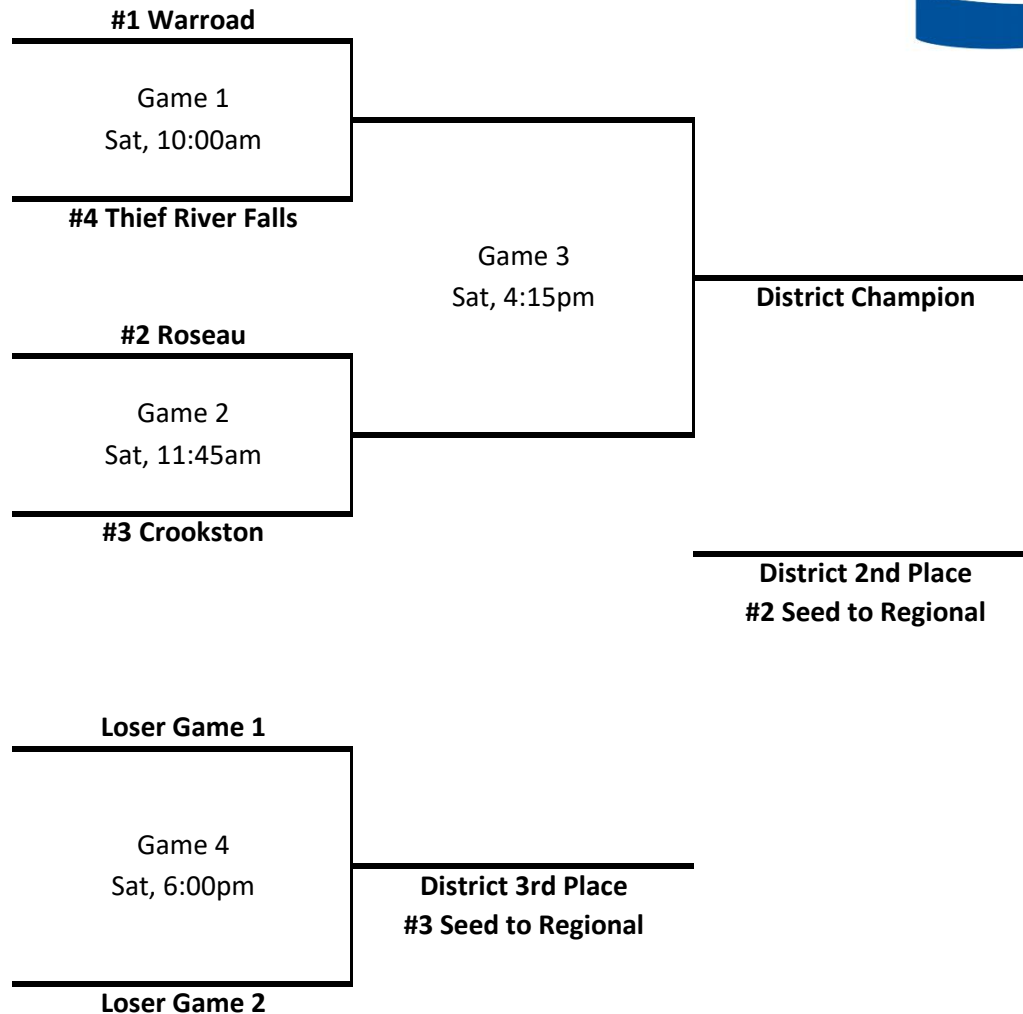 #1 Warroad
Game 1
Sat, 10:00am
#4 Thief River Falls
Game 3
Sat, 4:15pm
District Champion
#2 Roseau
Game 2
Sat, 11:45am
#3 Crookston
District 2nd Place
#2 Seed to Regional
Loser Game 1
Game 4
Sat, 6:00pm
District 3rd Place
#3 Seed to Regional
Loser Game 2